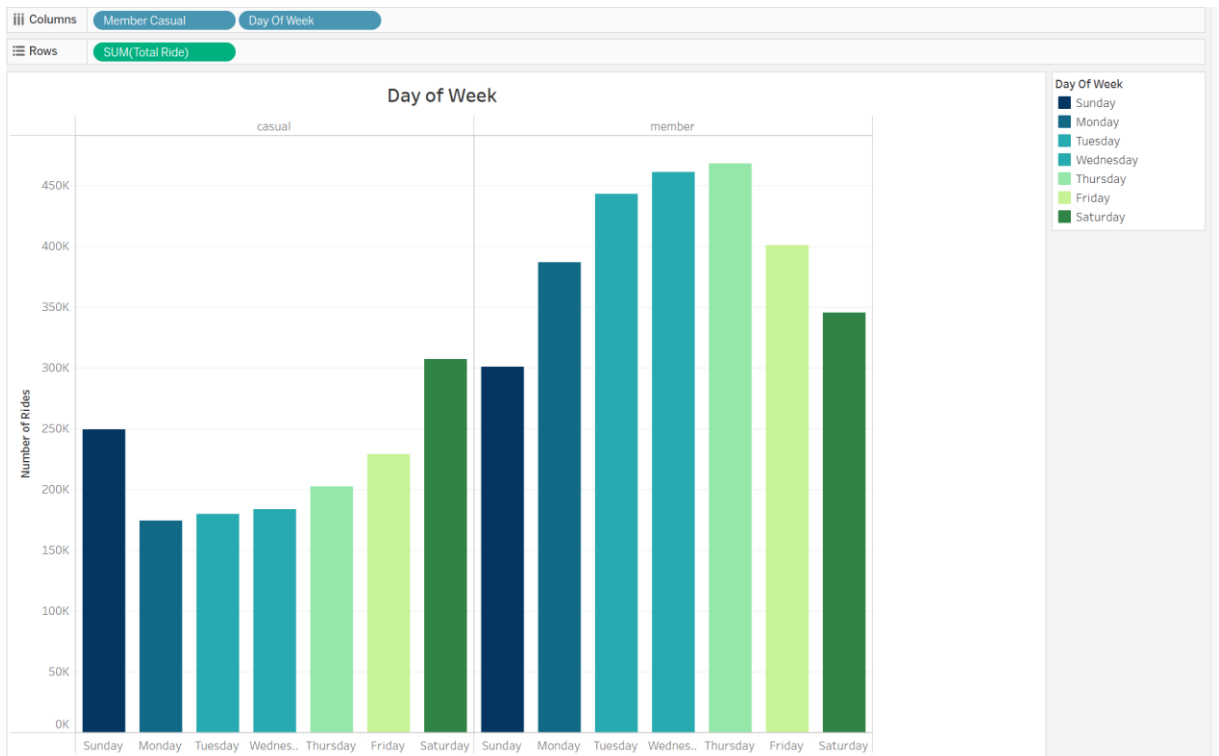 Columns Member Casual Day Of Week
Rows SUM(Total Ride)
Day of Week
casual member
450K
400K
350K
300K
250K
200K
150K
100K
50K
0K
Number of Rides
Sunday Monday Tuesday Wednes.. Thursday Friday Saturday Sunday Monday Tuesday Wednes.. Thursday Friday Saturday
Day Of Week
Sunday
Monday
Tuesday
Wednesday
Thursday
Friday
Saturday